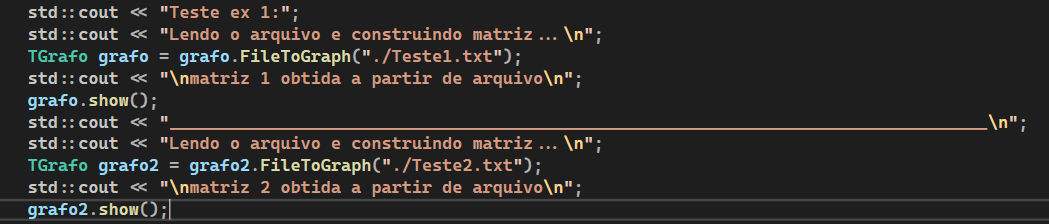 std::cout << "Teste ex 1:";
std::cout << "Lendo o arquivo e construindo matriz...\n";
TGrafo grafo = grafo.FileToGraph("./Teste1.txt");
std::cout << "\nmatriz 1 obtida a partir de arquivo\n";
grafo.show();
std::cout << "______________________________________________________________________________\n";
std::cout << "Lendo o arquivo e construindo matriz...\n";
TGrafo grafo2 = grafo2.FileToGraph("./Teste2.txt");
std::cout << "\nmatriz 2 obtida a partir de arquivo\n";
grafo2.show();